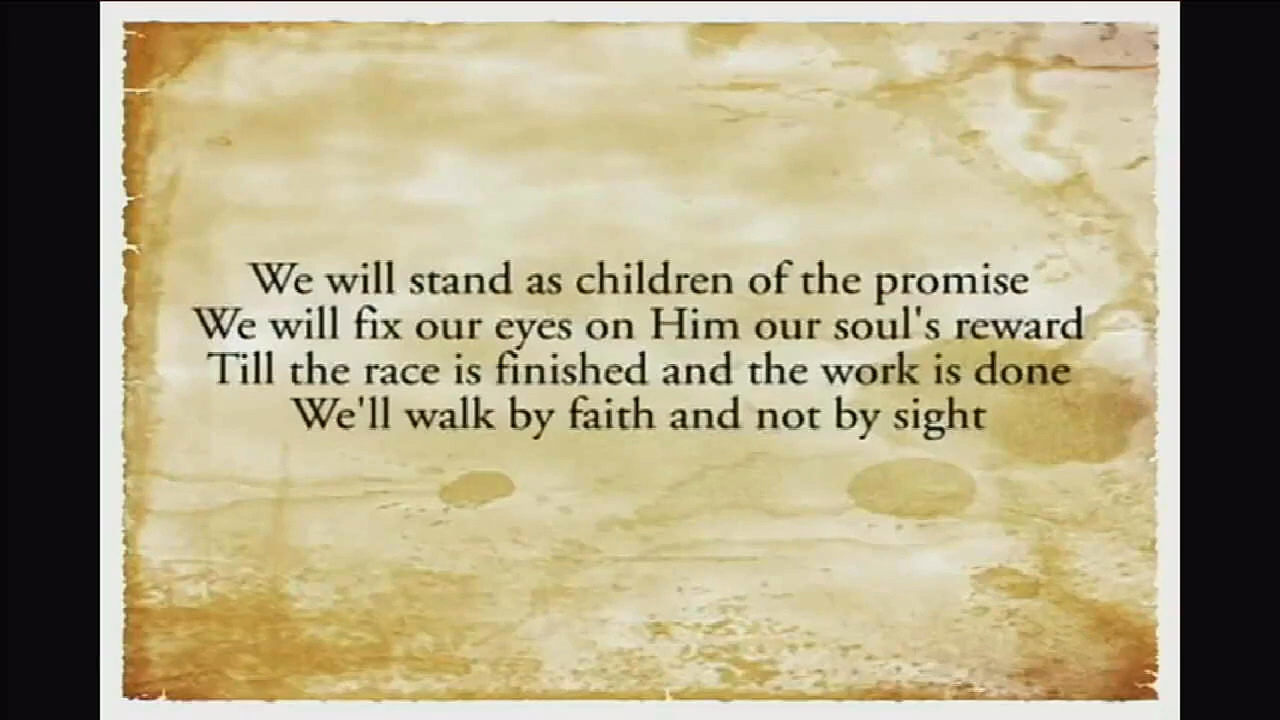 We will stand as children of the promise
We will fix our eyes on Him our soul's reward
Till the race is finished and the work is done
We'll walk by faith and not by sight